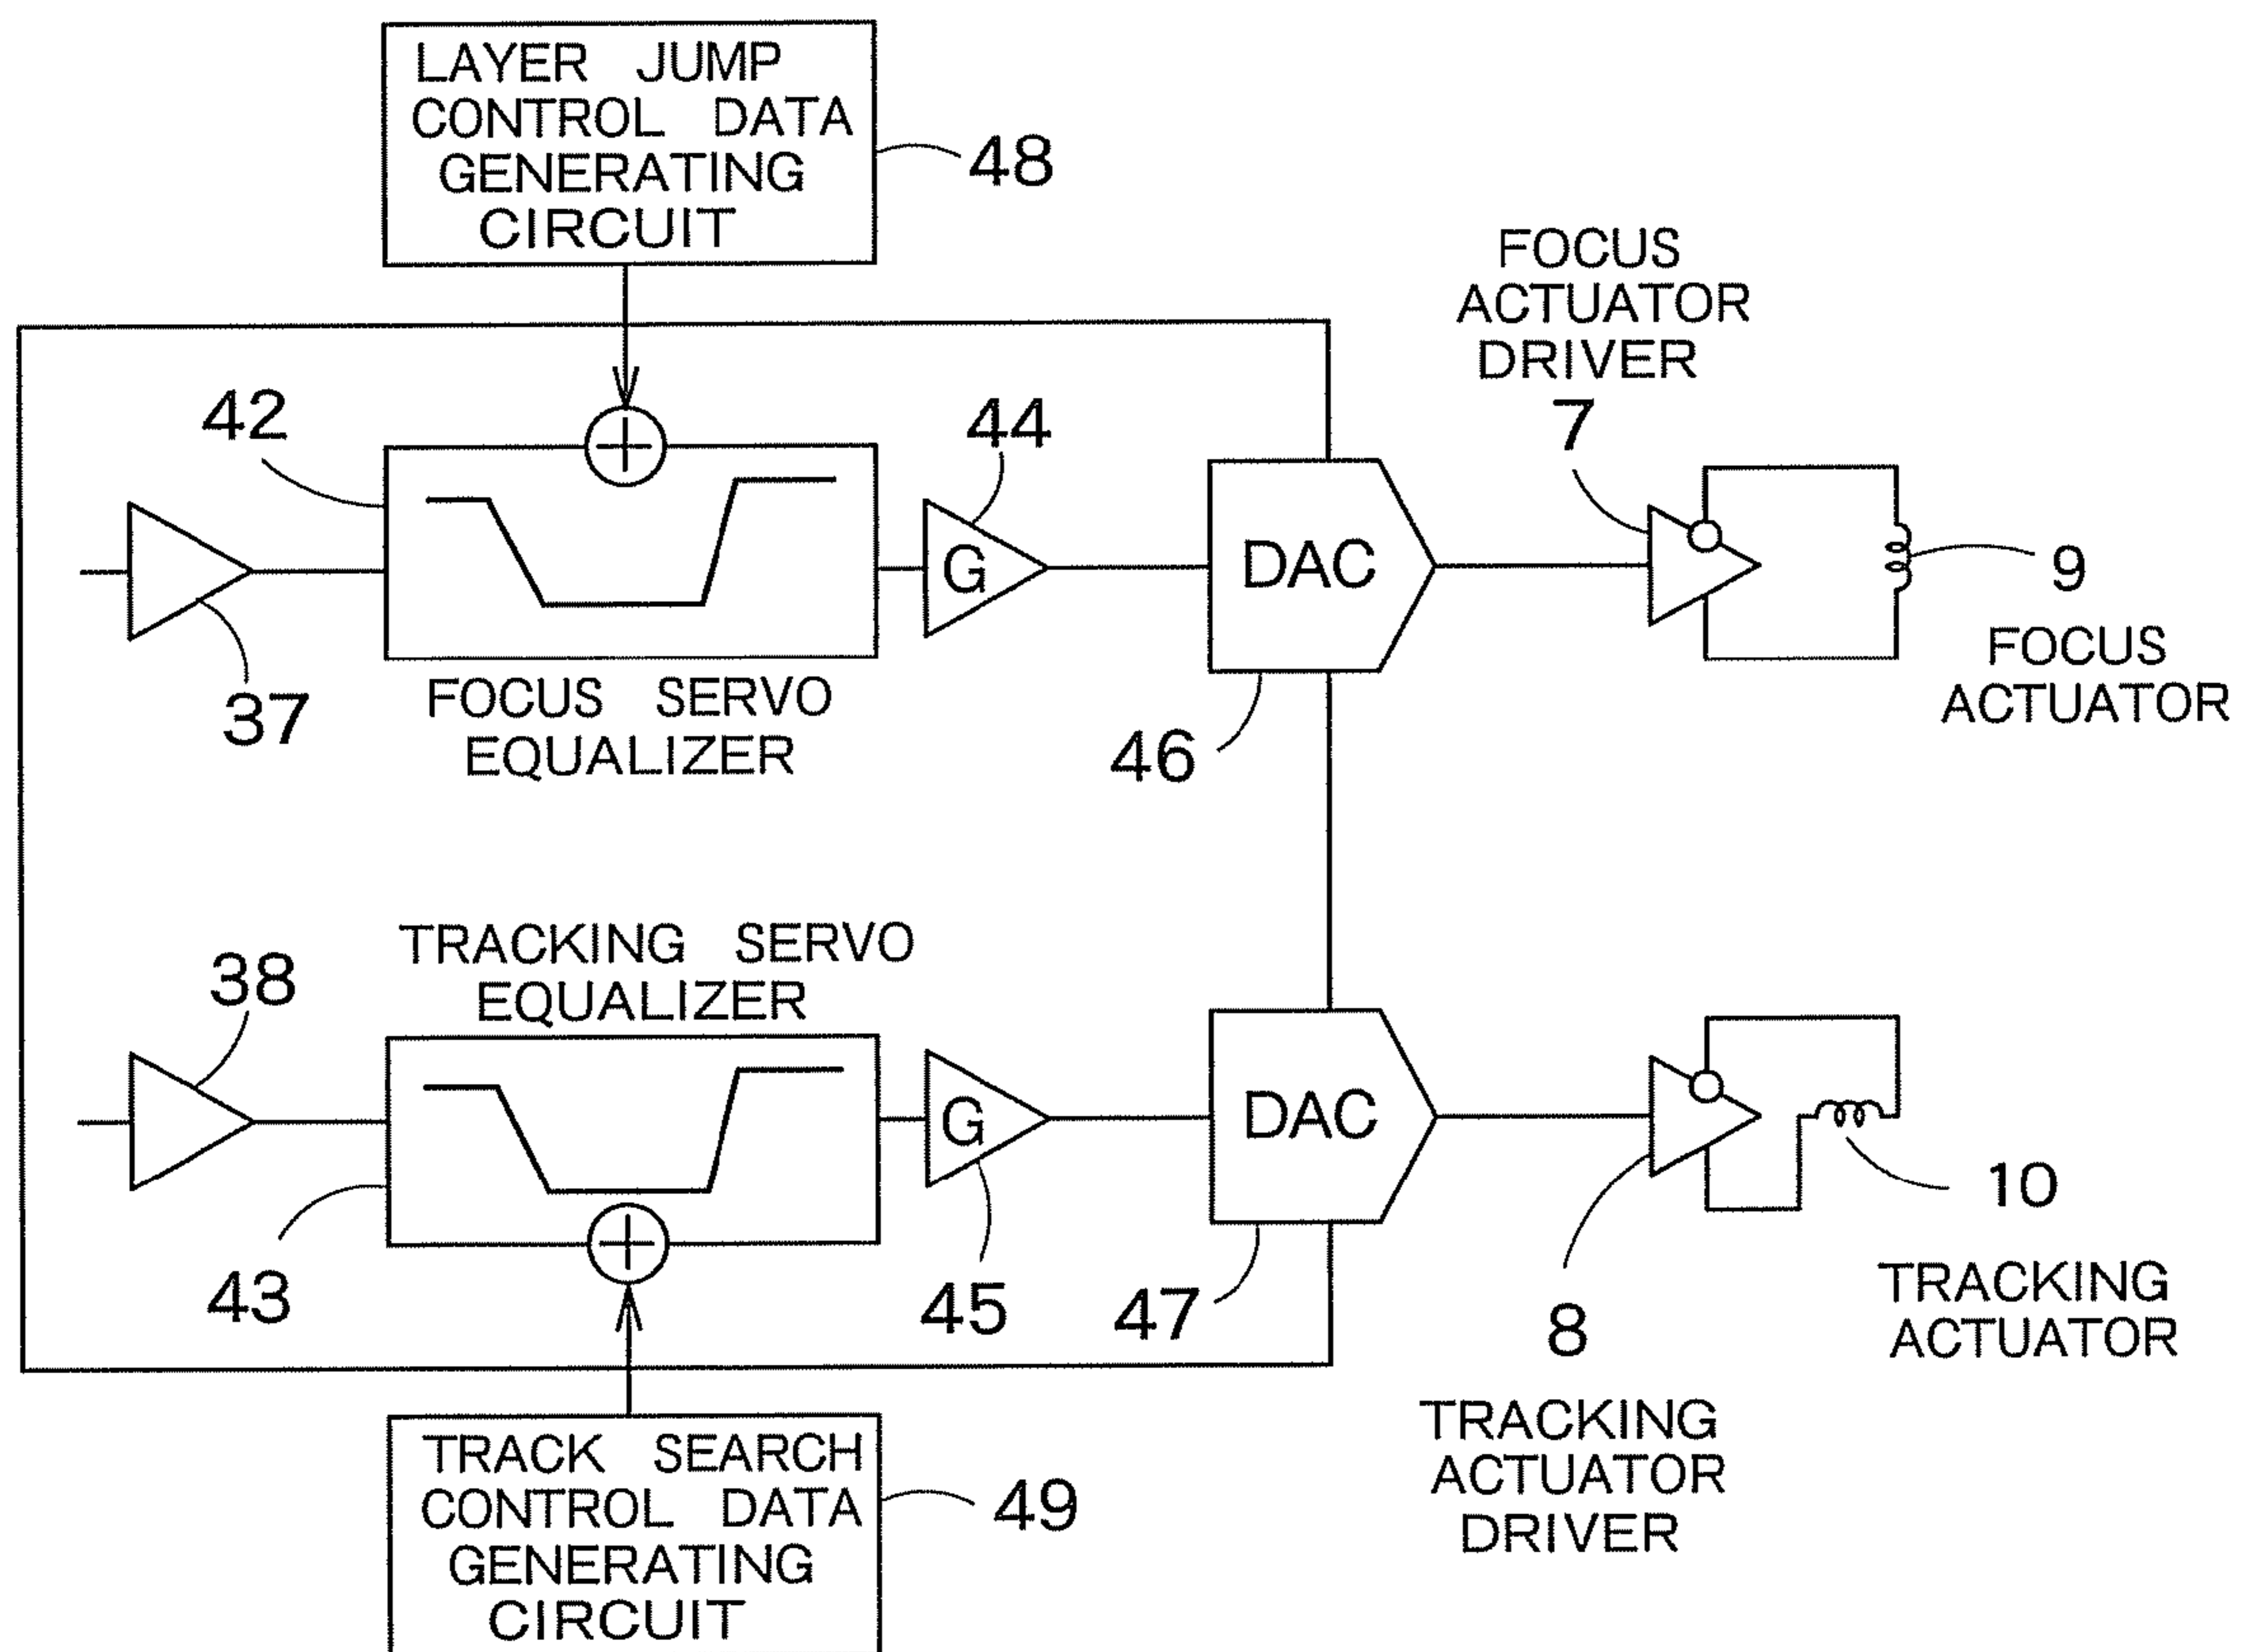 LAYER JUMP
CONTROL DATA
GENERATING
CIRCUIT
48
FOCUS
ACTUATOR
DRIVER
7
42
44
G
DAC
9
37
FOCUS SERVO
EQUALIZER
46
FOCUS
ACTUATOR
38
TRACKING SERVO
EQUALIZER
G
DAC
10
43
45
47
8
TRACKING
ACTUATOR
TRACKING
ACTUATOR
DRIVER
TRACK SEARCH
CONTROL DATA
GENERATING
CIRCUIT
49